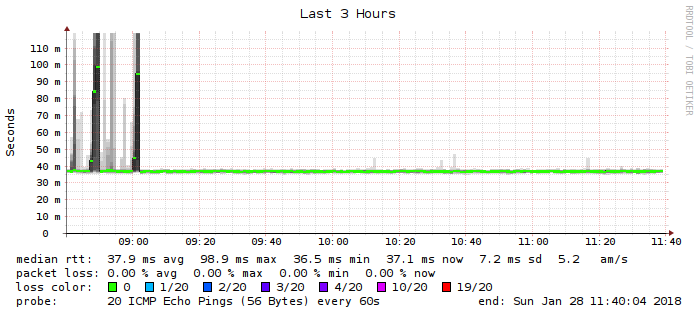 Last 3 Hours
RRDTOOL / TOBI OETIKER
Seconds
110 m
100 m
90 m
80 m
70 m
60 m
50 m
40 m
30 m
20 m
10 m
0
09:00 09:20 09:40 10:00 10:20 10:40 11:00 11:20 11:40
median rtt: 37.9 ms avg 98.9 ms max 36.5 ms min 37.1 ms now 7.2 ms sd 5.2 am/s
packet loss: 0.00 % avg 0.00 % max 0.00 % min 0.00 % now
loss color: 0 1/20 2/20 3/20 4/20 10/20 19/20
probe: 20 ICMP Echo Pings (56 Bytes) every 60s end: Sun Jan 28 11:40:04 2018